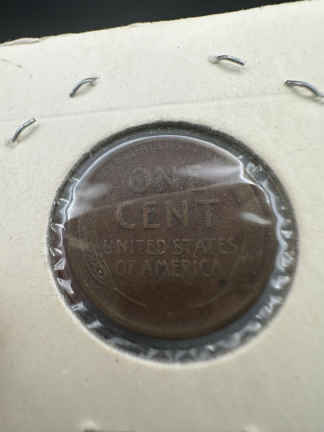 ONE
CENT
UNITED STATES
OF AMERICA